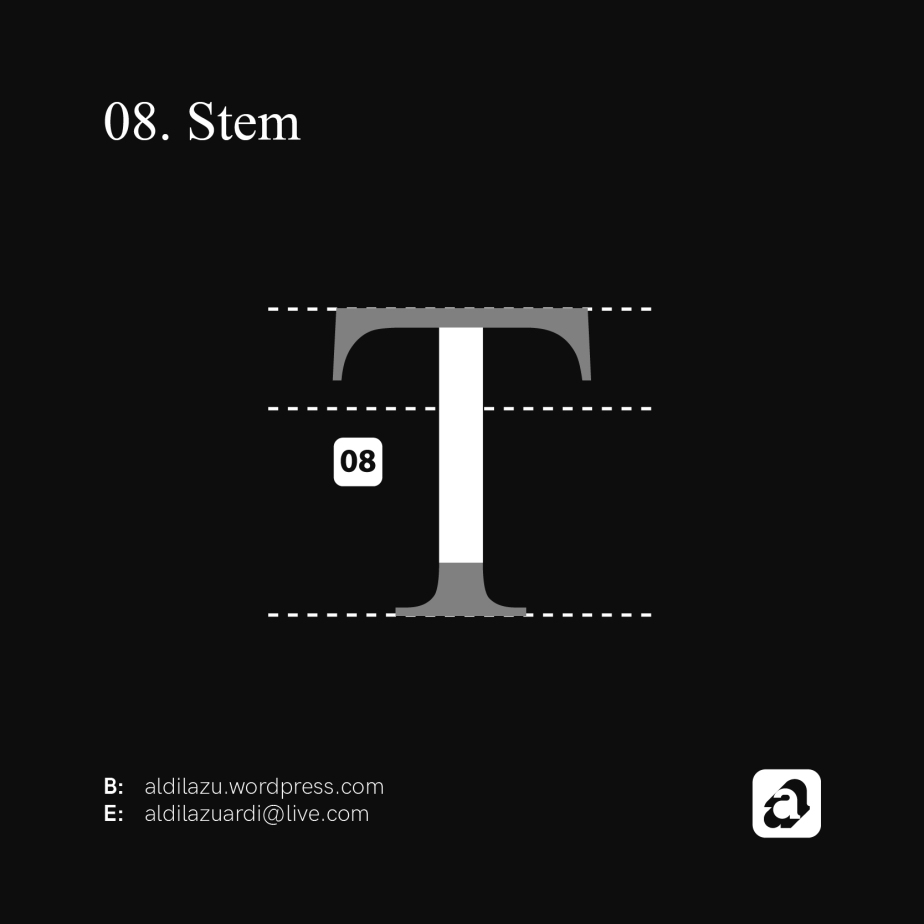 08. Stem
T
08
B: aldilazu.wordpress.com
E: aldilazuardi@live.com
a